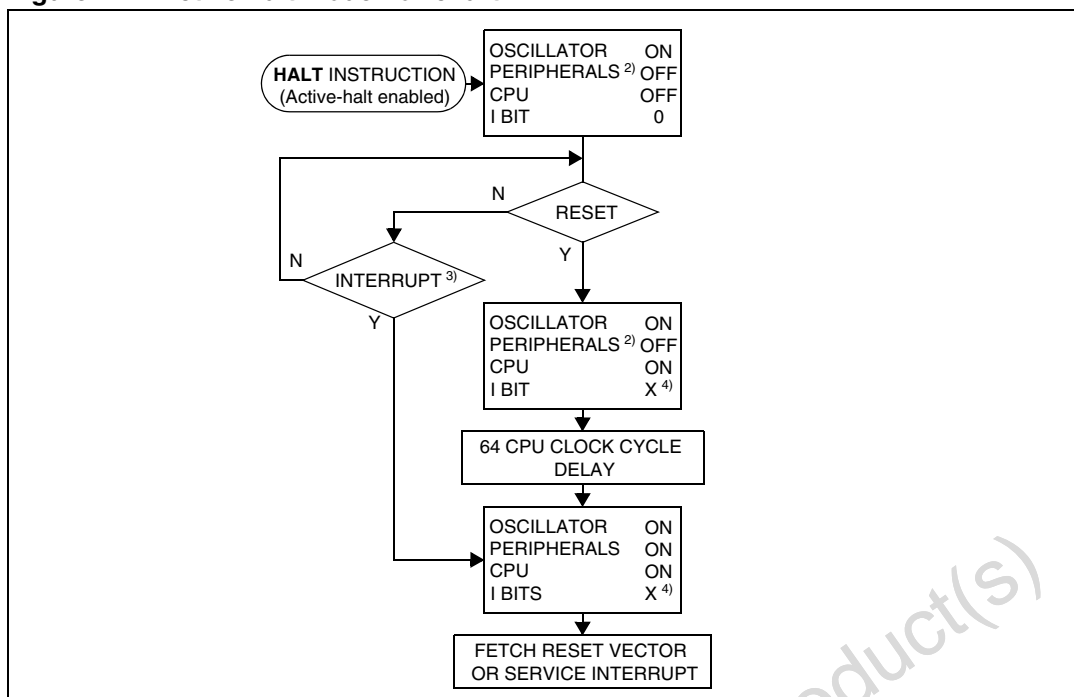 HALT INSTRUCTION
(Active-halt enabled)
OSCILLATOR ON
PERIPHERALS 2) OFF
CPU OFF
I BIT 0
N
RESET
Y
N
INTERRUPT 3)
Y
OSCILLATOR ON
PERIPHERALS 2) OFF
CPU ON
I BIT X 4)
64 CPU CLOCK CYCLE
DELAY
OSCILLATOR ON
PERIPHERALS ON
CPU ON
I BITS X 4)
FETCH RESET VECTOR
OR SERVICE INTERRUPT